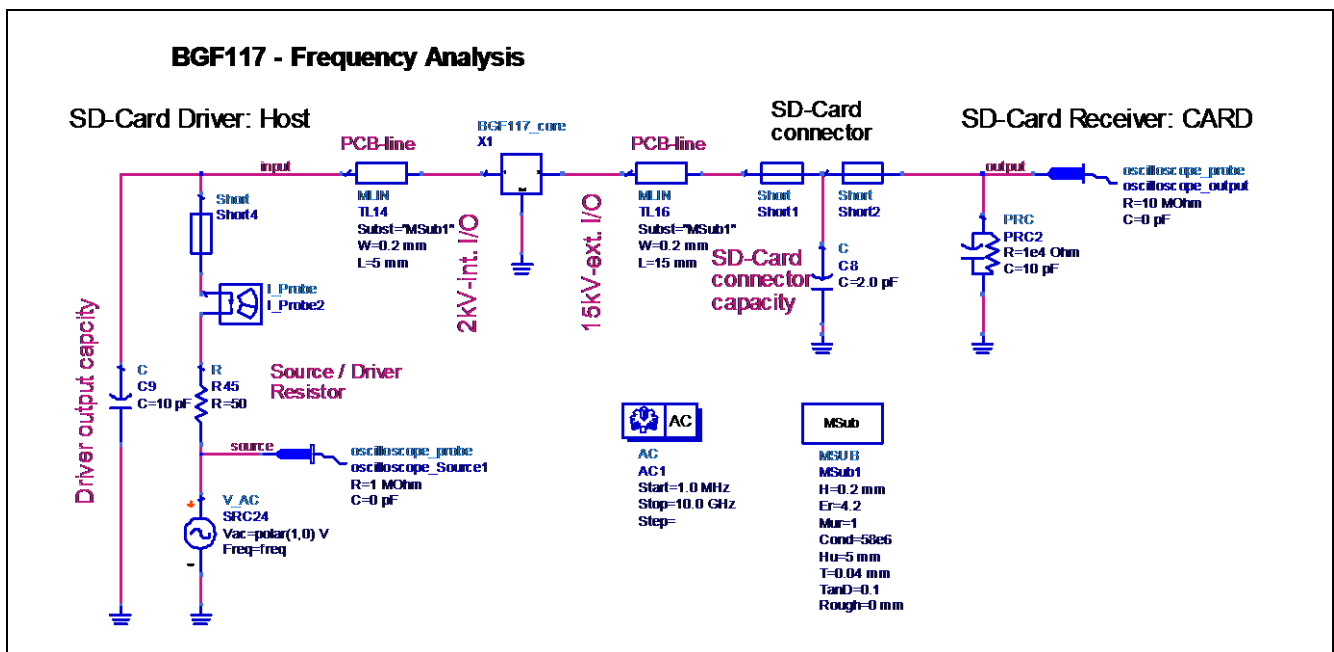 BGF117 - Frequency Analysis
SD-Card Driver: Host
SD-Card
connector
SD-Card Receiver: CARD
input
PCB-line
MLIN
TL14
Subst="MSub1"
W=0.2 mm
L=5 mm
BGF117_core
X1
Ref
2kV-int. I/O
15kV-ext. I/O
PCB-line
MLIN
TL16
Subst="MSub1"
W=0.2 mm
L=15 mm
Short
Short1
Short
Short2
SD-Card
connector
capacity
C
C8
C=2.0 pF
output
oscilloscope_probe
oscilloscope_output
R=10 MOhm
C=0 pF
PRC
PRC2
R=1e4 Ohm
C=10 pF
Short
Short4
I_Probe
I_Probe2
Driver output capcity
C
C9
C=10 pF
R
R45
R=50
Source / Driver
Resistor
source
oscilloscope_probe
oscilloscope_Source1
R=1 MOhm
C=0 pF
V_AC
SRC24
Vac=polar(1,0) V
Freq=freq
AC
AC
AC1
Start=1.0 MHz
Stop=10.0 GHz
Step=
MSub
MSUB
MSub1
H=0.2 mm
Er=4.2
Mur=1
Cond=58e6
Hu=5 mm
T=0.04 mm
TanD=0.1
Rough=0 mm